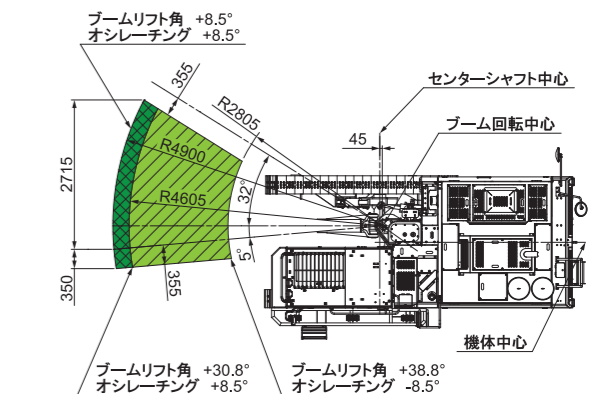 ブームリフト角 +8.5°
オシレーチング +8.5°
355
R2805
センターシャフト中心
45
ブーム回転中心
R4900
2715
R4605
32°
5°
350
355
機体中心
ブームリフト角 +30.8°
オシレーチング +8.5°
ブームリフト角 +38.8°
オシレーチング -8.5°